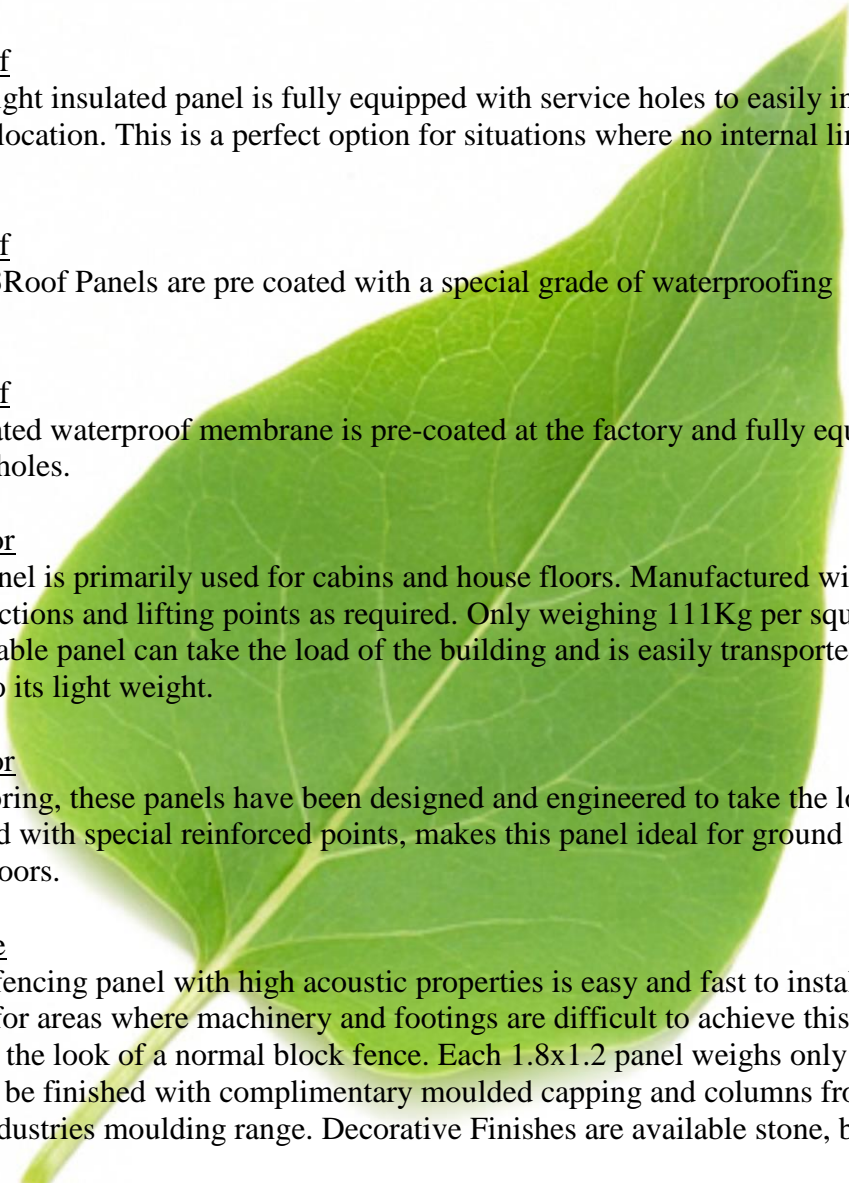 f
ght insulated panel is fully equipped with service holes to easily in
location. This is a perfect option for situations where no internal lin
f
SRoof Panels are pre coated with a special grade of waterproofing
f
ated waterproof membrane is pre-coated at the factory and fully equ
holes.
or
nel is primarily used for cabins and house floors. Manufactured wi
ctions and lifting points as required. Only weighing 111Kg per squ
able panel can take the load of the building and is easily transporte
o its light weight.
or
oring, these panels have been designed and engineered to take the lo
d with special reinforced points, makes this panel ideal for ground
oors.
e
fencing panel with high acoustic properties is easy and fast to instal
for areas where machinery and footings are difficult to achieve this
the look of a normal block fence. Each 1.8x1.2 panel weighs only
be finished with complimentary moulded capping and columns fro
dustries moulding range. Decorative Finishes are available stone, b